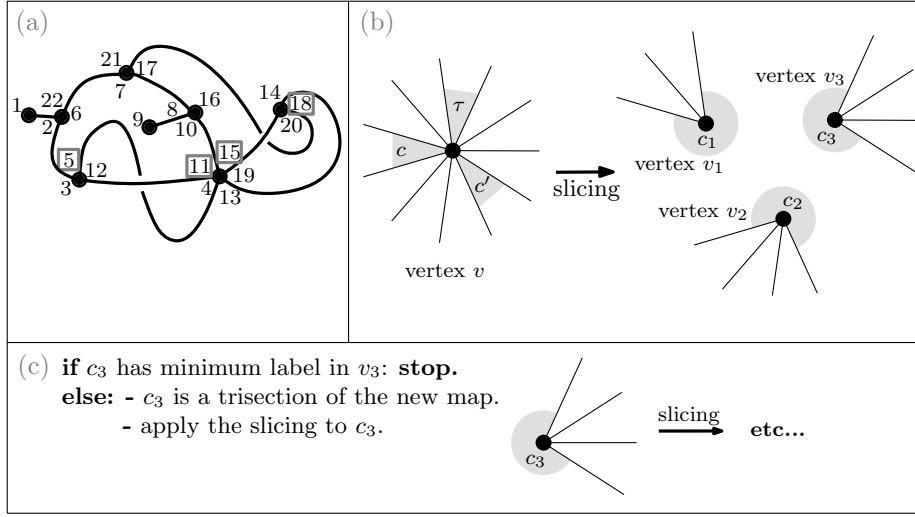 (a)
21 17
7
1 22 6
2
9 8 16
10
14 18
20
5 12
3
11 15
4 19
13
(b)
τ
c
c′
vertex v
slicing
c₁
vertex v₁
vertex v₃
c₃
c₂
vertex v₂
(c) if c₃ has minimum label in v₃: stop.
else: - c₃ is a trisection of the new map.
- apply the slicing to c₃.
c₃
slicing
etc...